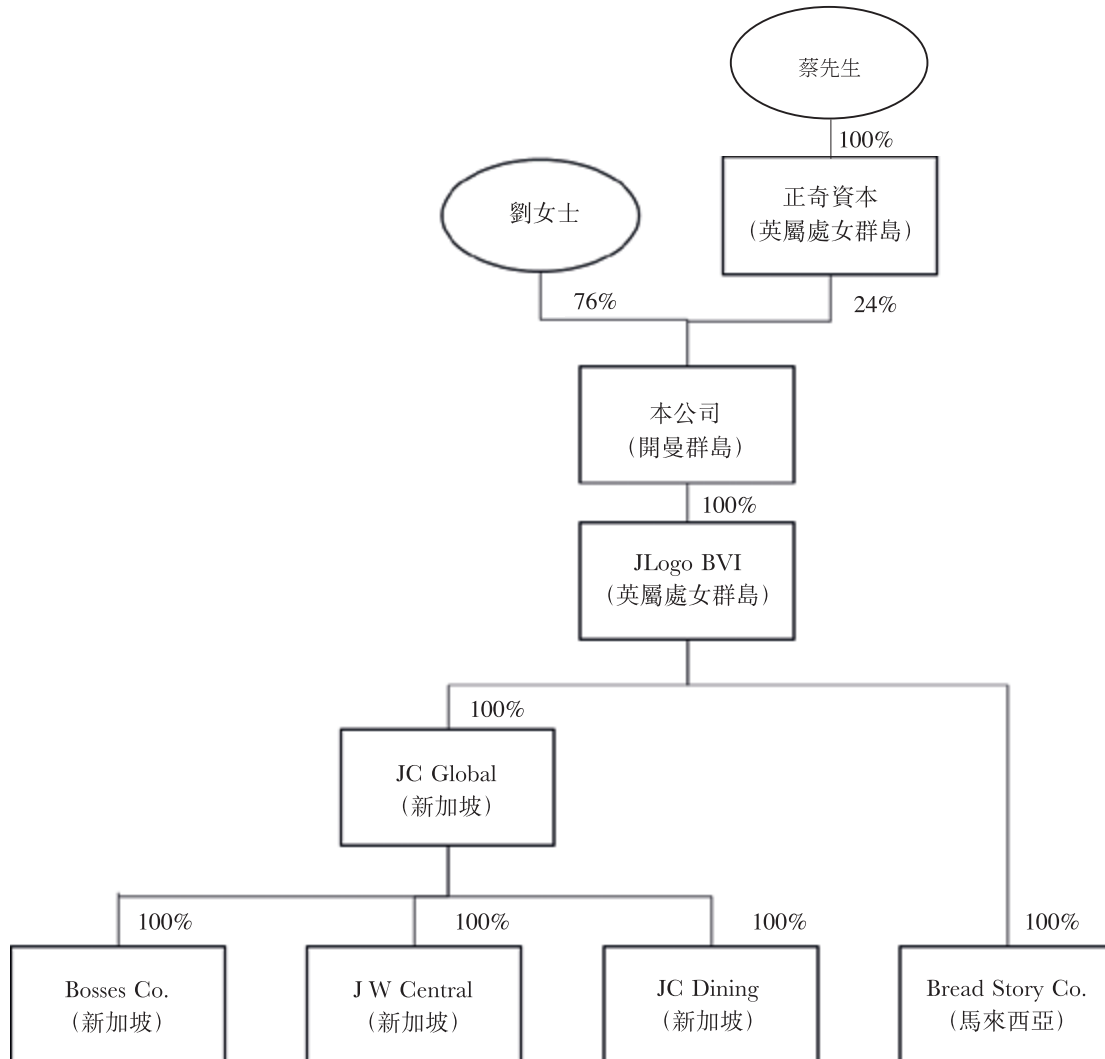 蔡先生
100%
正奇資本
(英屬處女群島)
劉女士
76%
24%
本公司
(開曼群島)
100%
JLogo BVI
(英屬處女群島)
100%
JC Global
(新加坡)
100%
100%
100%
100%
Bosses Co.
(新加坡)
J W Central
(新加坡)
JC Dining
(新加坡)
Bread Story Co.
(馬來西亞)